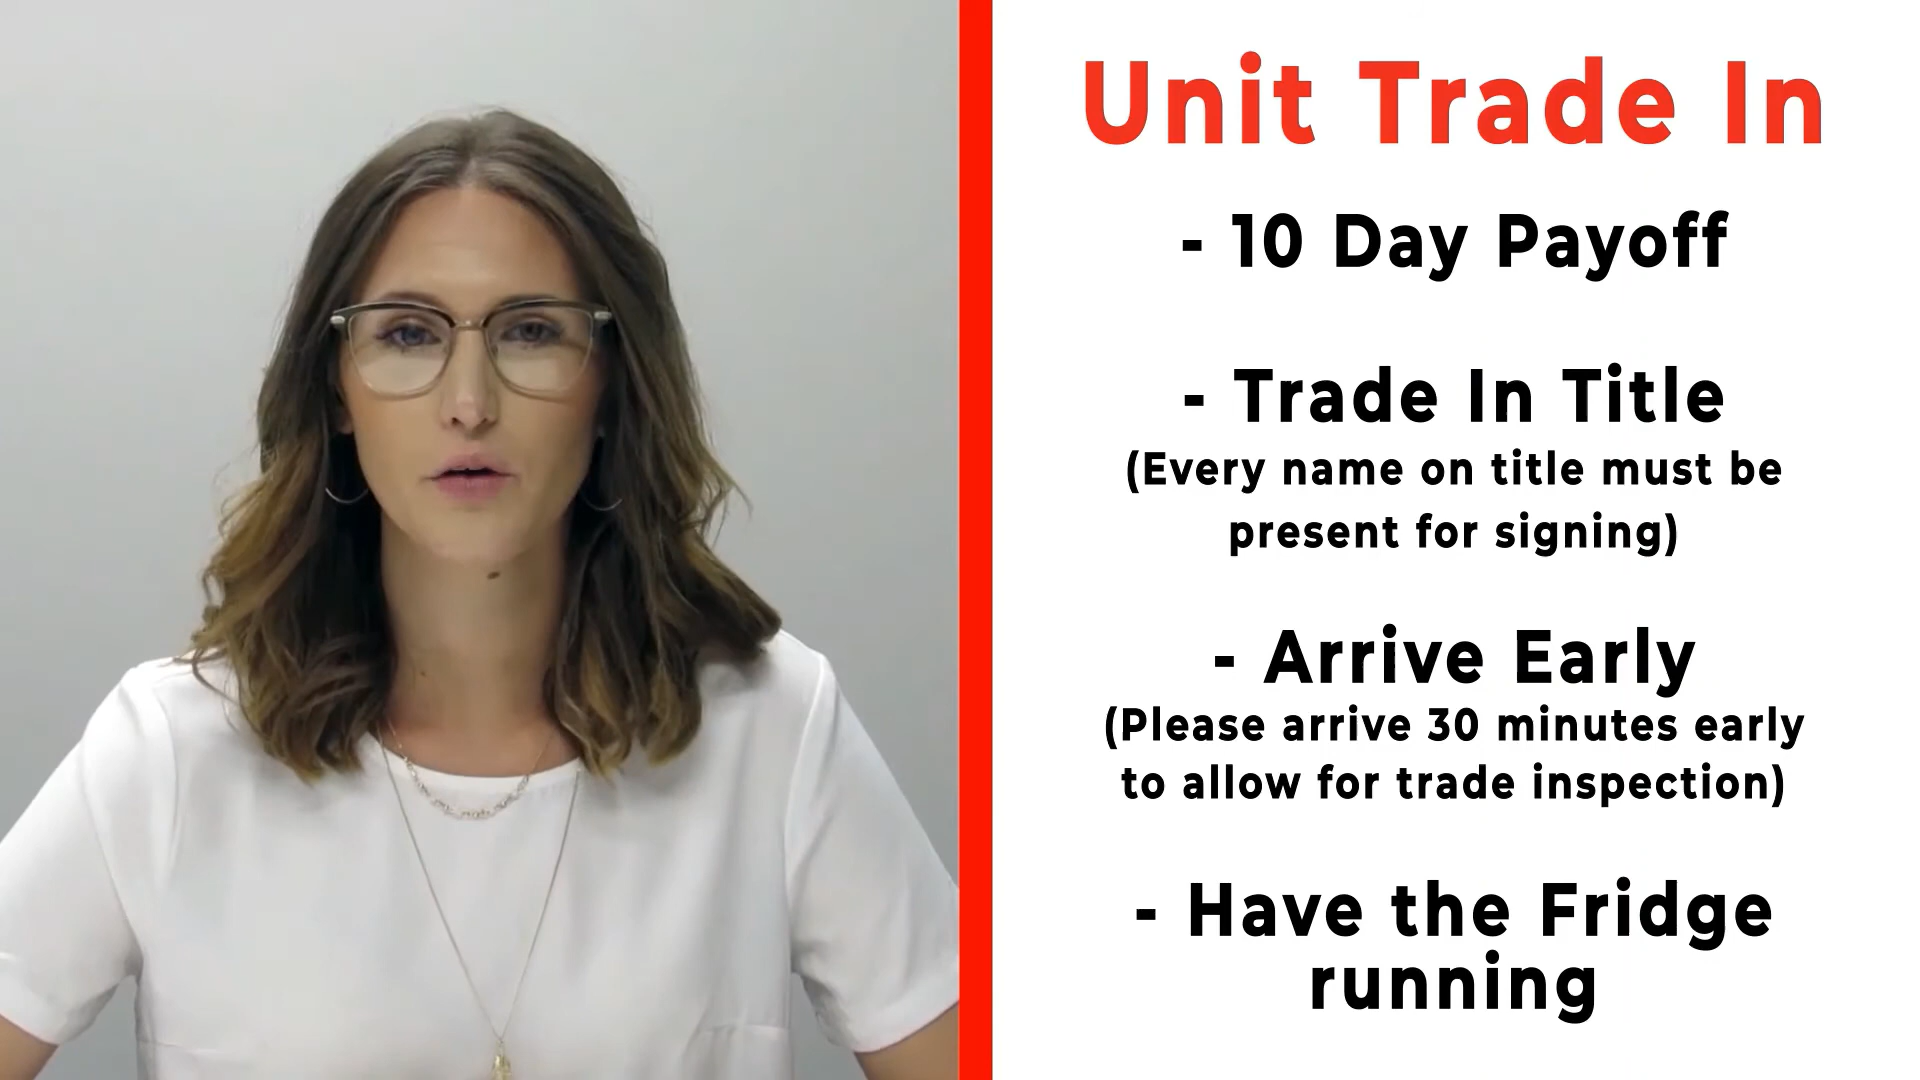 Unit Trade In
- 10 Day Payoff
- Trade In Title
(Every name on title must be
present for signing)
- Arrive Early
(Please arrive 30 minutes early
to allow for trade inspection)
- Have the Fridge
running